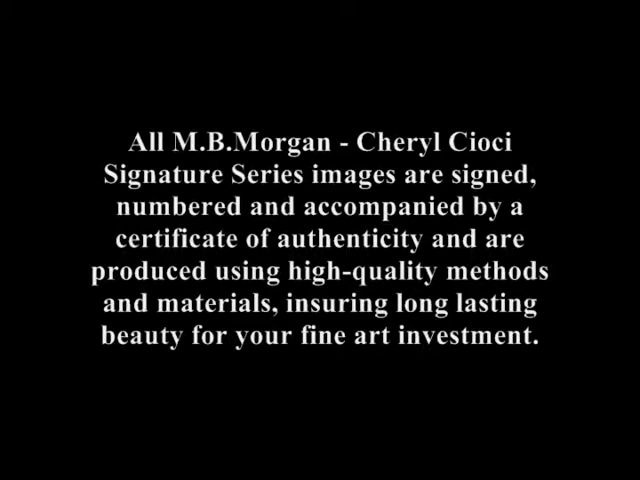 All M.B.Morgan - Cheryl Cioci
Signature Series images are signed,
numbered and accompanied by a
certificate of authenticity and are
produced using high-quality methods
and materials, insuring long lasting
beauty for your fine art investment.